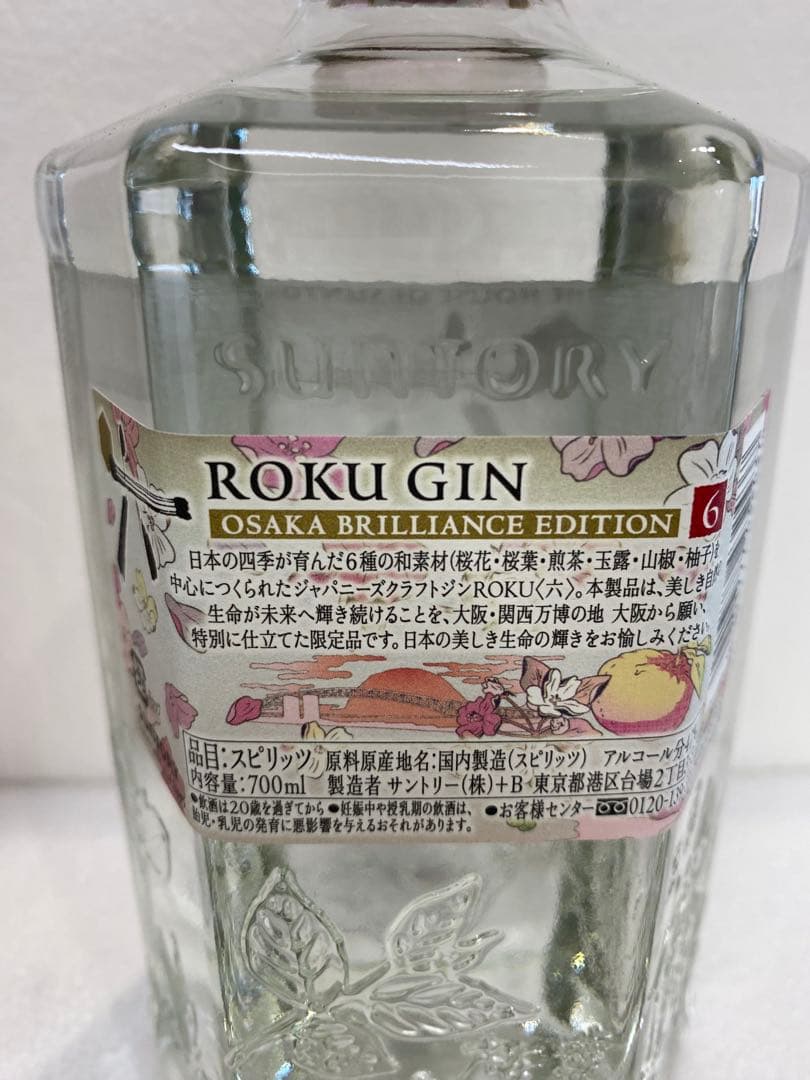 SUNTORY
ROKU GIN
OSAKA BRILLIANCE EDITION 6
日本の四季が育んだ6種の和素材(桜花・桜葉・煎茶・玉露・山椒・柚子)を
中心につくられたジャパニーズクラフトジンROKU〈六〉。本製品は、美しき自然
生命が未来へ輝き続けることを、大阪・関西万博の地 大阪から願い、
特別に仕立てた限定品です。日本の美しき生命の輝きをお愉しみください
品目:スピリッツ 原料原産地名:国内製造(スピリッツ) アルコール分
内容量:700ml 製造者 サントリー(株)+B 東京都港区台場2丁目
●飲酒は20歳を過ぎてから ●妊娠中や授乳期の飲酒は、
胎児・乳児の発育に悪影響を与えるおそれがあります。
●お客様センター 0120-139